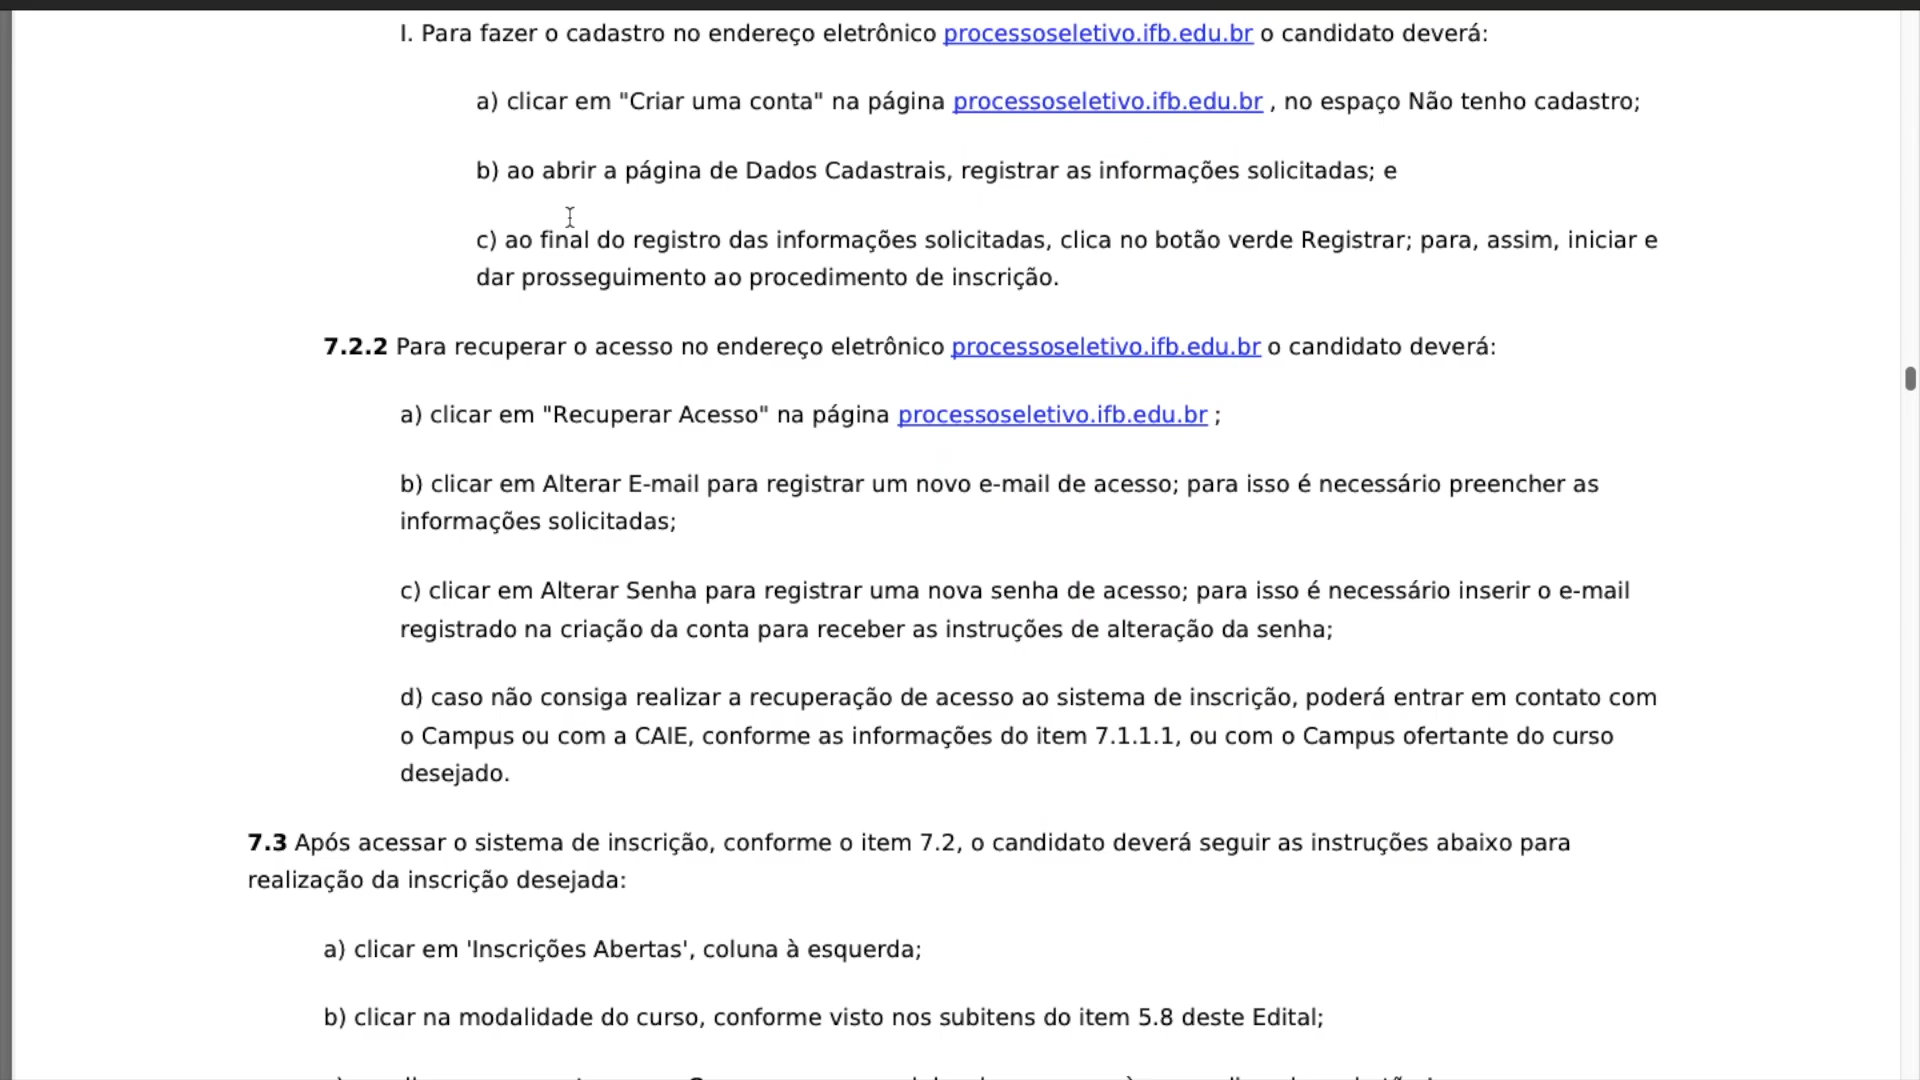 I. Para fazer o cadastro no endereço eletrônico processoseletivo.ifb.edu.br o candidato deverá:
a) clicar em "Criar uma conta" na página processoseletivo.ifb.edu.br , no espaço Não tenho cadastro;
b) ao abrir a página de Dados Cadastrais, registrar as informações solicitadas; e
c) ao final do registro das informações solicitadas, clica no botão verde Registrar; para, assim, iniciar e
dar prosseguimento ao procedimento de inscrição.
7.2.2 Para recuperar o acesso no endereço eletrônico processoseletivo.ifb.edu.br o candidato deverá:
a) clicar em "Recuperar Acesso" na página processoseletivo.ifb.edu.br ;
b) clicar em Alterar E-mail para registrar um novo e-mail de acesso; para isso é necessário preencher as
informações solicitadas;
c) clicar em Alterar Senha para registrar uma nova senha de acesso; para isso é necessário inserir o e-mail
registrado na criação da conta para receber as instruções de alteração da senha;
d) caso não consiga realizar a recuperação de acesso ao sistema de inscrição, poderá entrar em contato com
o Campus ou com a CAIE, conforme as informações do item 7.1.1.1, ou com o Campus ofertante do curso
desejado.
7.3 Após acessar o sistema de inscrição, conforme o item 7.2, o candidato deverá seguir as instruções abaixo para
realização da inscrição desejada:
a) clicar em 'Inscrições Abertas', coluna à esquerda;
b) clicar na modalidade do curso, conforme visto nos subitens do item 5.8 deste Edital;